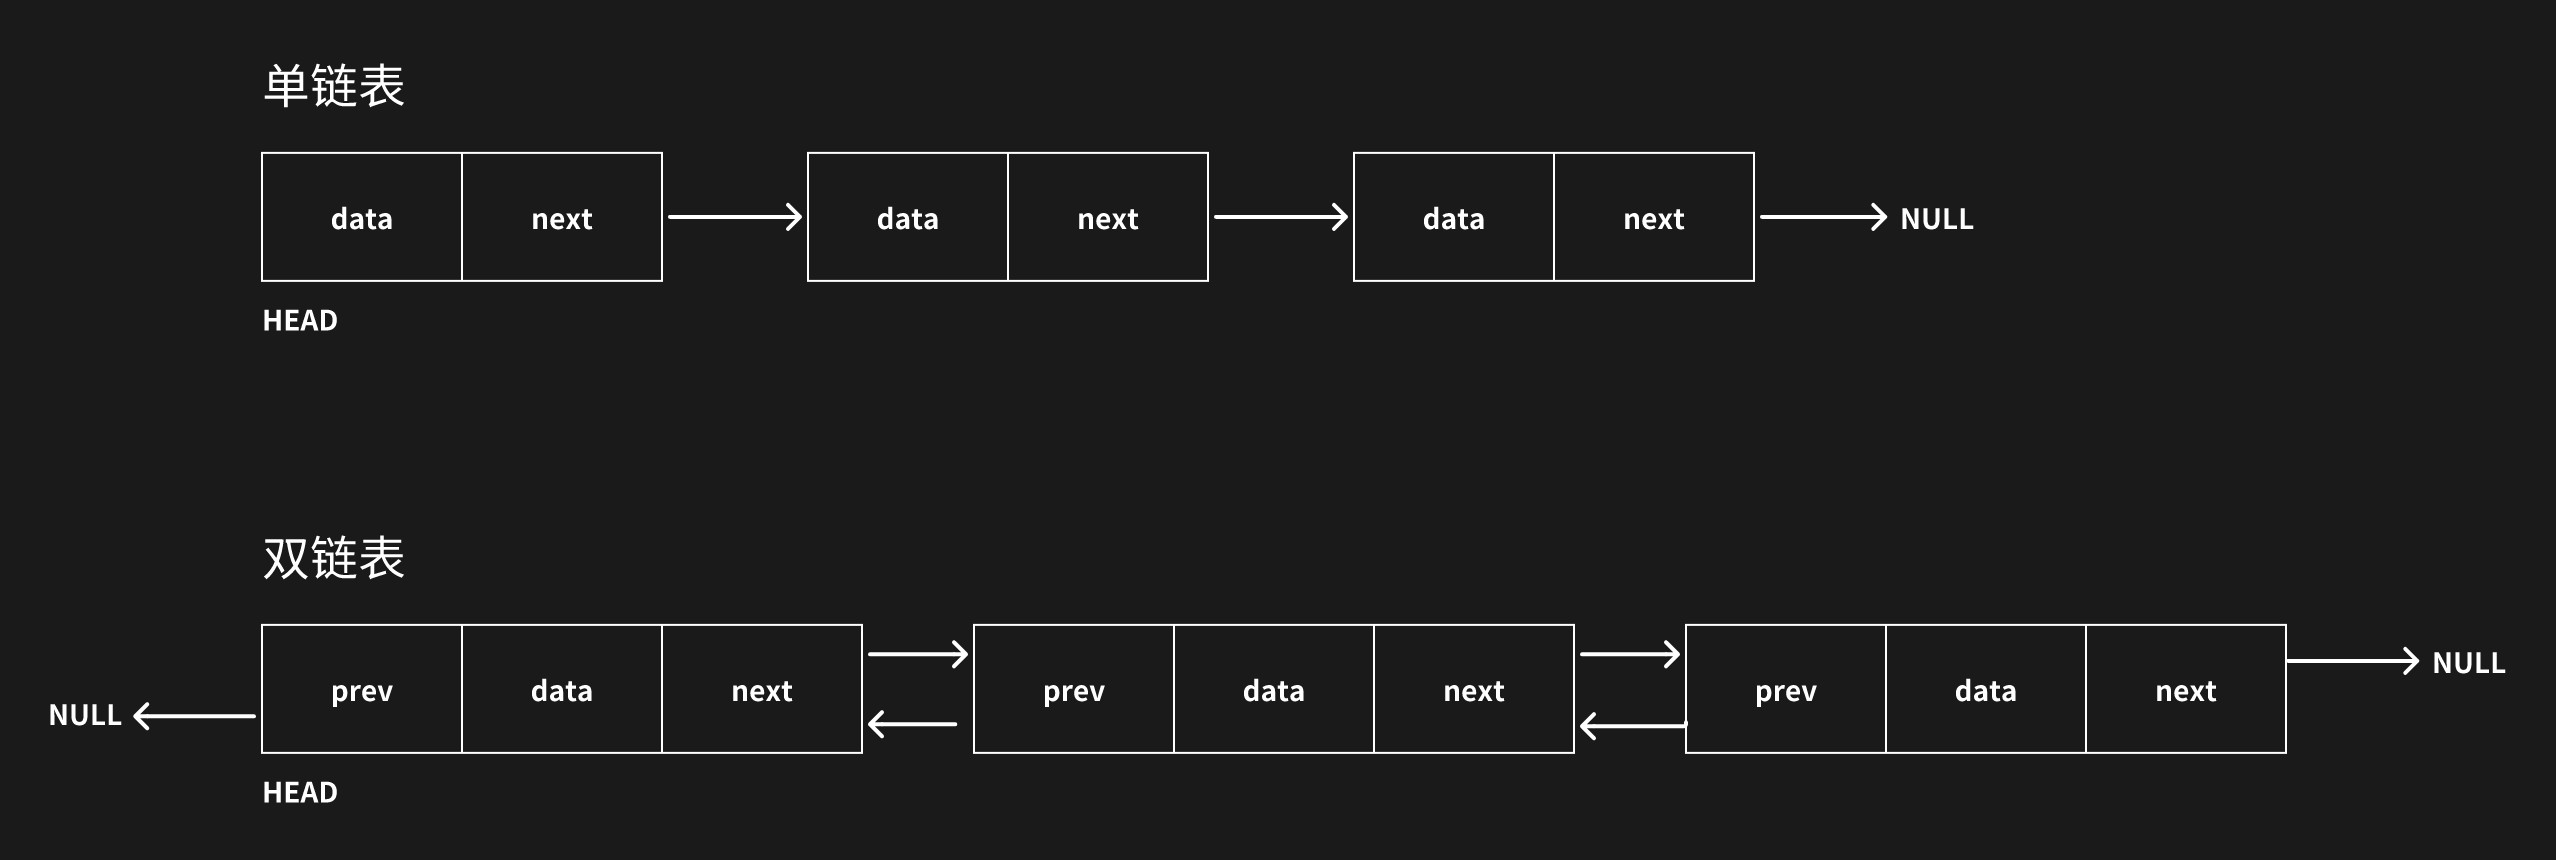 单链表
data next data next data next NULL
HEAD
双链表
NULL prev data next prev data next prev data next NULL
HEAD